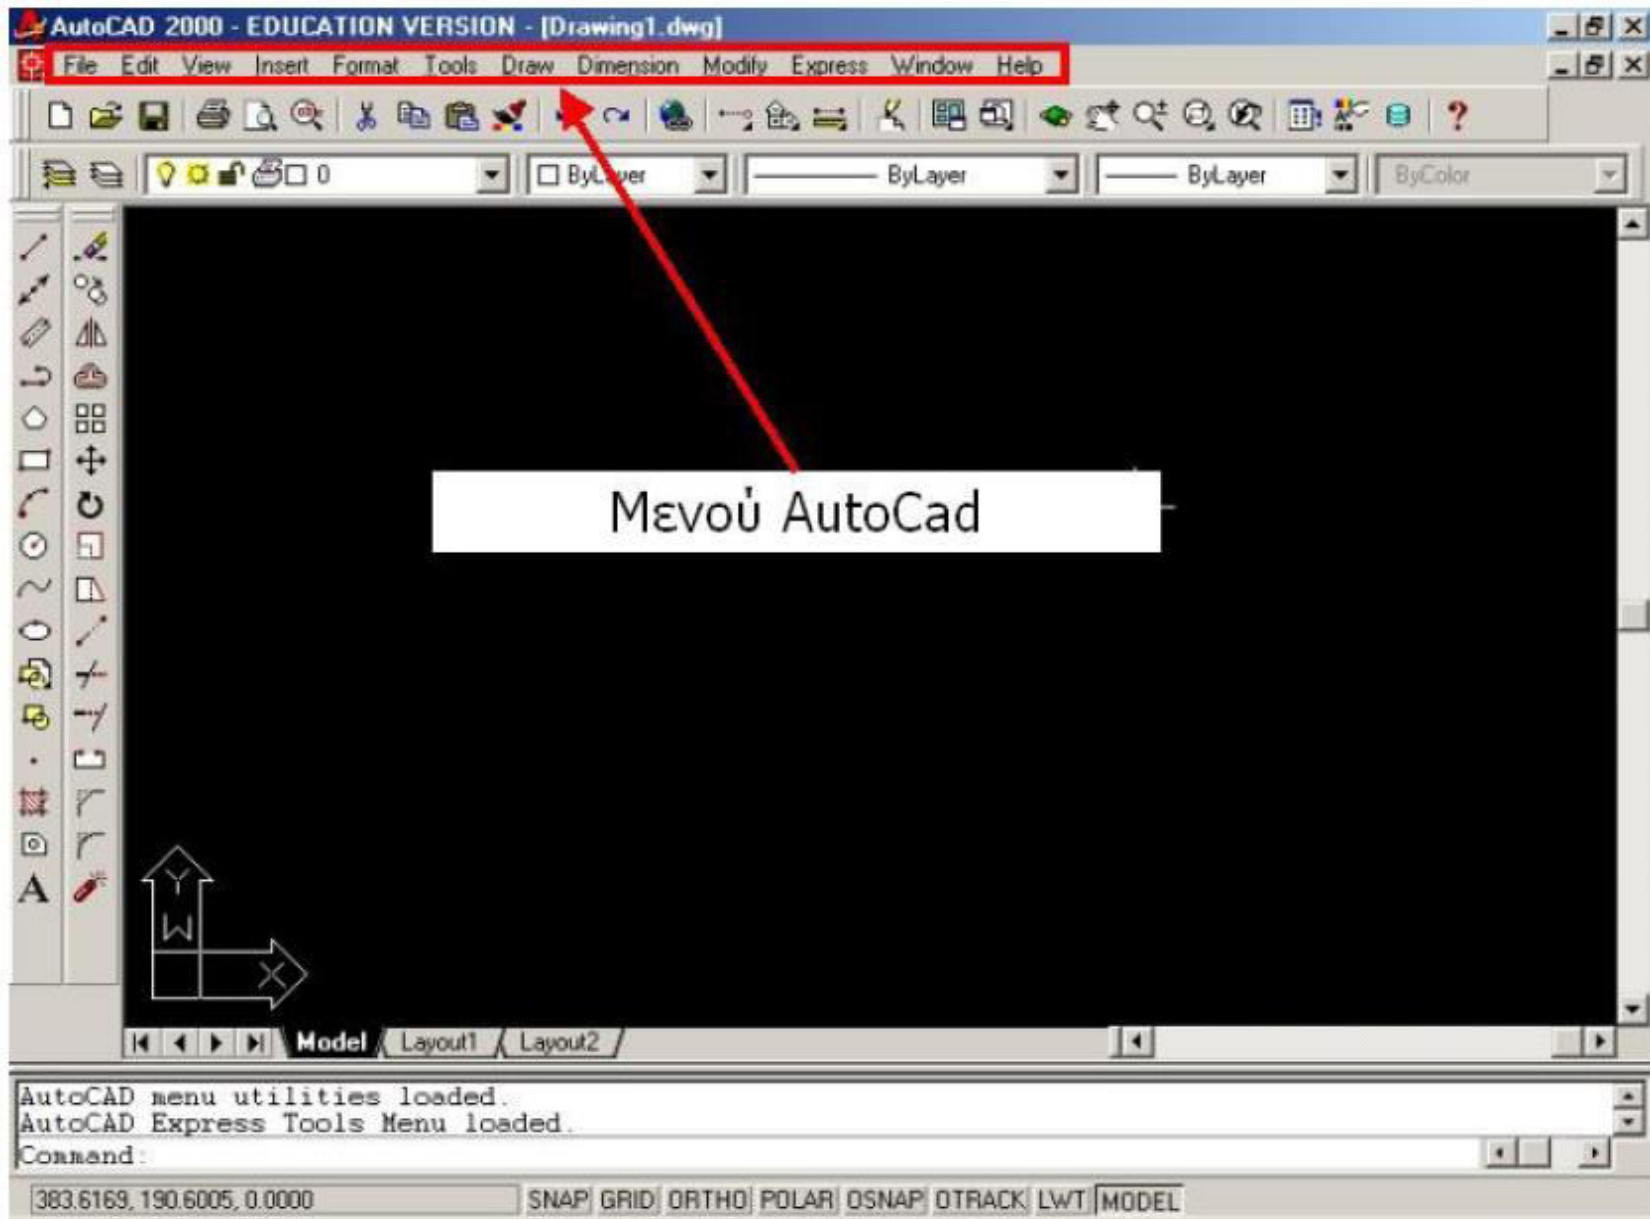 AutoCAD 2000 - EDUCATION VERSION - [Drawing1.dwg]
File Edit View Insert Format Tools Draw Dimension Modify Express Window Help
0 ByLayer ByLayer ByLayer ByColor
Μενού AutoCad
A
Y
W
X
Model Layout1 Layout2
AutoCAD menu utilities loaded.
AutoCAD Express Tools Menu loaded.
Command:
383.6169, 190.6005, 0.0000 SNAP GRID ORTHO POLAR OSNAP OTRACK LWT MODEL